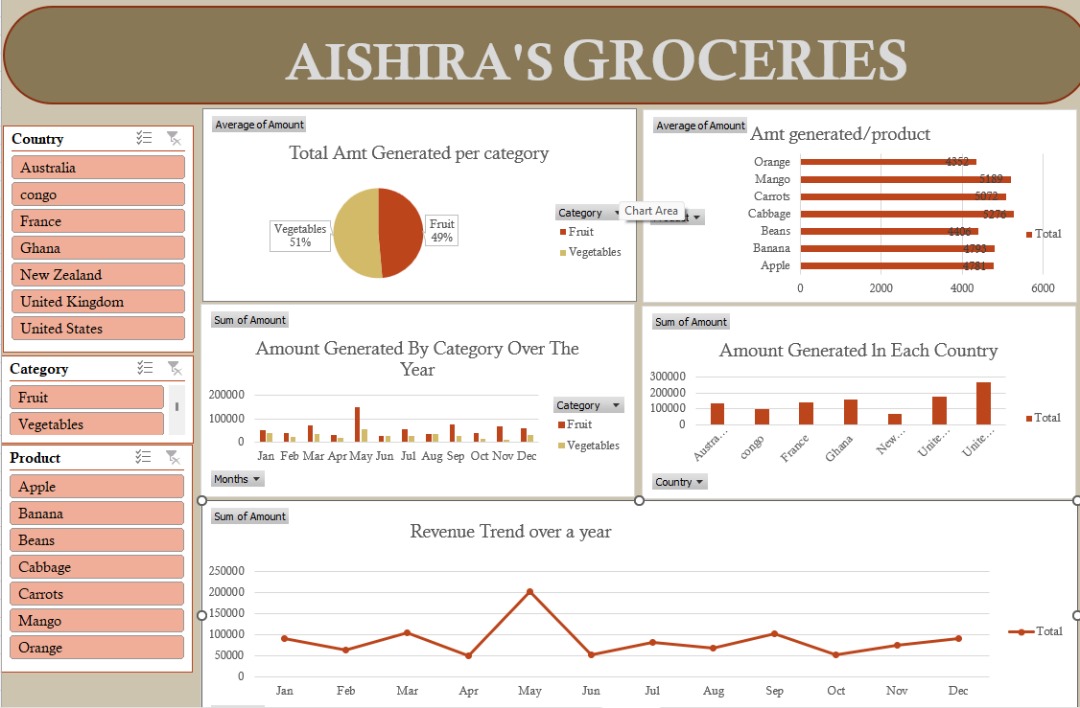 AISHIRA'S GROCERIES
Country
Australia
congo
France
Ghana
New Zealand
United Kingdom
United States
Category
Fruit
Vegetables
Product
Apple
Banana
Beans
Cabbage
Carrots
Mango
Orange
Average of Amount
Total Amt Generated per category
Vegetables
51%
Fruit
49%
Category
Fruit
Vegetables
Chart Area
Average of Amount
Amt generated/product
Orange 4352
Mango 5189
Carrots 5072
Cabbage 5276
Beans 4406
Banana 4793
Apple 4781
0 2000 4000 6000
Total
Sum of Amount
Amount Generated By Category Over The
Year
200000
100000
0
Jan Feb Mar Apr May Jun Jul Aug Sep Oct Nov Dec
Category
Fruit
Vegetables
Months
Sum of Amount
Amount Generated In Each Country
300000
200000
100000
0
Austra... congo France Ghana New... Unite... Unite...
Total
Country
Sum of Amount
Revenue Trend over a year
250000
200000
150000
100000
50000
0
Jan Feb Mar Apr May Jun Jul Aug Sep Oct Nov Dec
Total